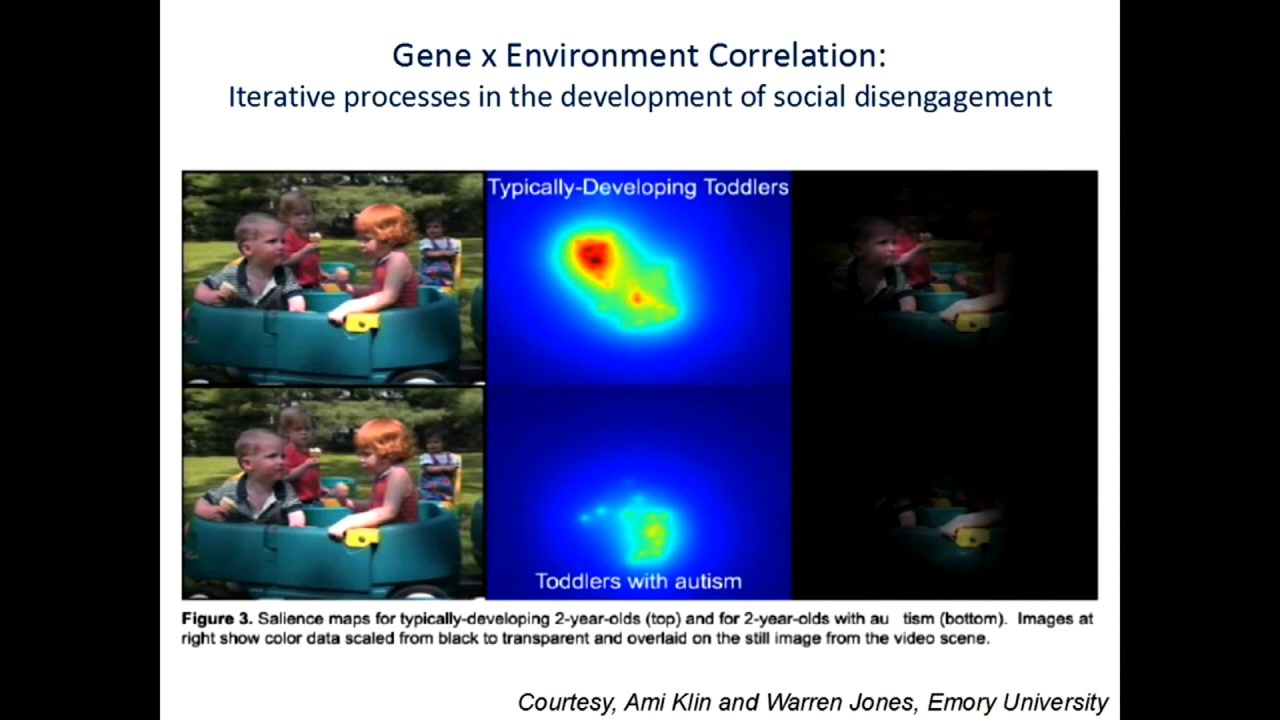 Gene x Environment Correlation:
Iterative processes in the development of social disengagement
Typically-Developing Toddlers
Toddlers with autism
Figure 3. Salience maps for typically-developing 2-year-olds (top) and for 2-year-olds with au tism (bottom). Images at
right show color data scaled from black to transparent and overlaid on the still image from the video scene.
Courtesy, Ami Klin and Warren Jones, Emory University